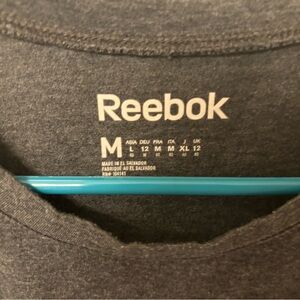 Reebok
M
ASIA DEU FRA ITA J UK
L 12 M M XL 12
MADE IN EL SALVADOR
FABRIQUÉ AU EL SALVADOR